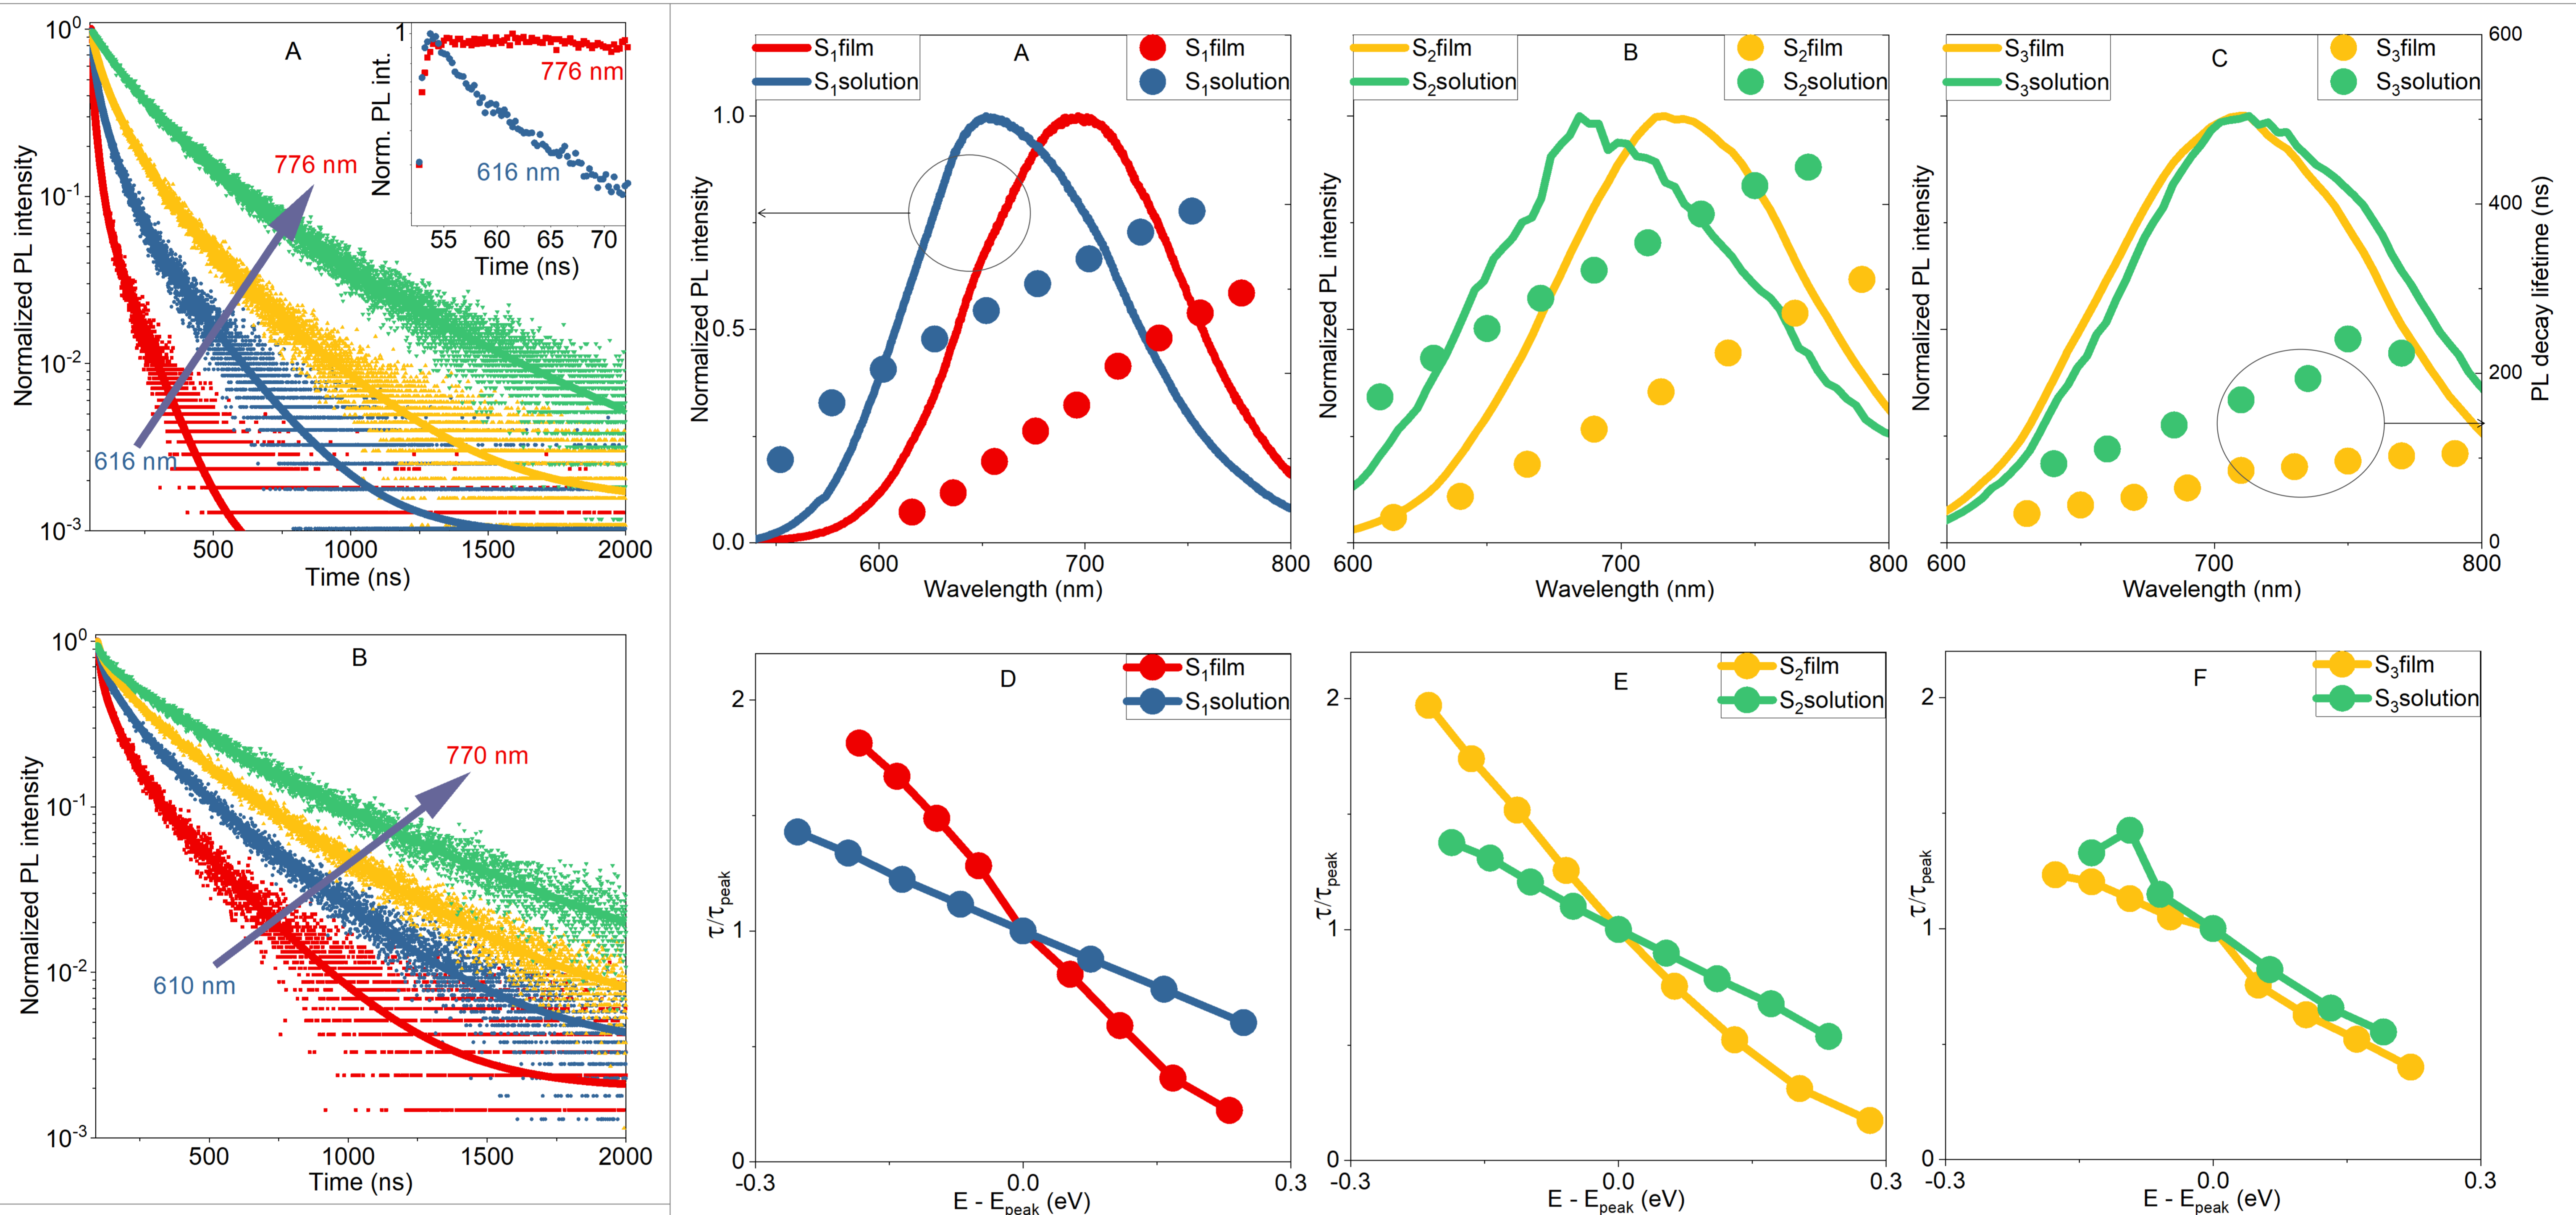 A
10⁰
10⁻¹
10⁻²
10⁻³
Normalized PL intensity
500 1000 1500 2000
Time (ns)
776 nm
616 nm
1
Norm. PL int.
776 nm
616 nm
55 60 65 70
Time (ns)
B
10⁰
10⁻¹
10⁻²
10⁻³
Normalized PL intensity
770 nm
610 nm
500 1000 1500 2000
Time (ns)
A
S₁film
S₁solution
S₁film
S₁solution
1.0
0.5
0.0
Normalized PL intensity
600 700 800
Wavelength (nm)
B
S₂film
S₂solution
S₂film
S₂solution
Normalized PL intensity
600 700 800
Wavelength (nm)
C
S₃film
S₃solution
S₃film
S₃solution
Normalized PL intensity
600
400
200
0
PL decay lifetime (ns)
600 700 800
Wavelength (nm)
D
S₁film
S₁solution
2
1
0
τ/τpeak
-0.3 0.0 0.3
E - Epeak (eV)
E
S₂film
S₂solution
2
1
0
τ/τpeak
-0.3 0.0 0.3
E - Epeak (eV)
F
S₃film
S₃solution
2
1
0
τ/τpeak
-0.3 0.0 0.3
E - Epeak (eV)